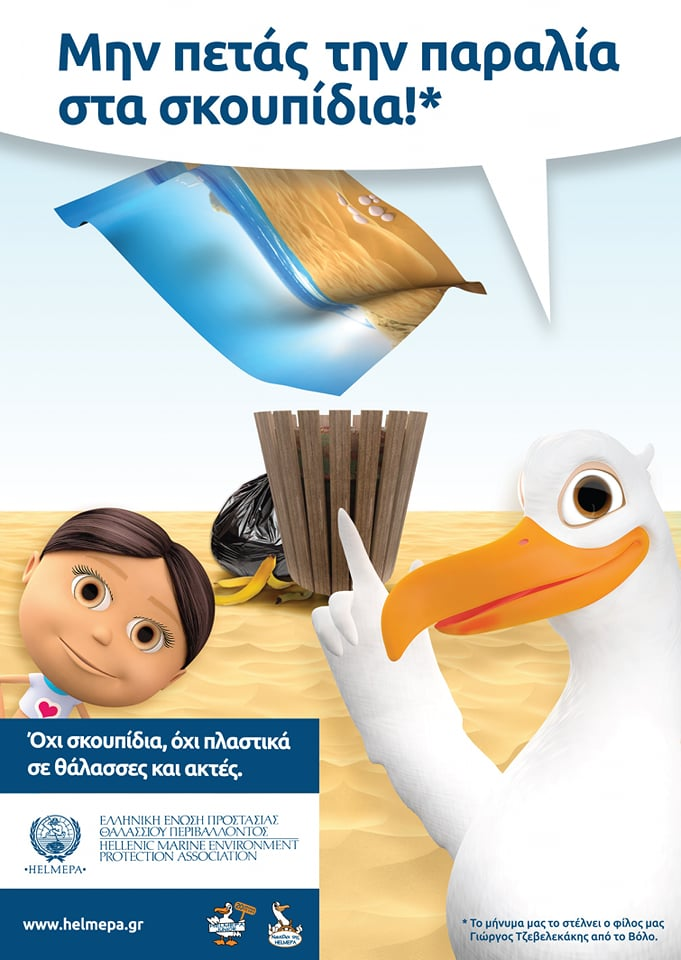 Μην πετάς την παραλία
στα σκουπίδια!*
Όχι σκουπίδια, όχι πλαστικά
σε θάλασσες και ακτές.
ΕΛΛΗΝΙΚΗ ΕΝΩΣΗ ΠΡΟΣΤΑΣΙΑΣ
ΘΑΛΑΣΣΙΟΥ ΠΕΡΙΒΑΛΛΟΝΤΟΣ
HELLENIC MARINE ENVIRONMENT
PROTECTION ASSOCIATION
•HELMEPA•
www.helmepa.gr
HELMEPA
* Το μήνυμα μας το στέλνει ο φίλος μας
Γιώργος Τζεβελεκάκης από το Βόλο.